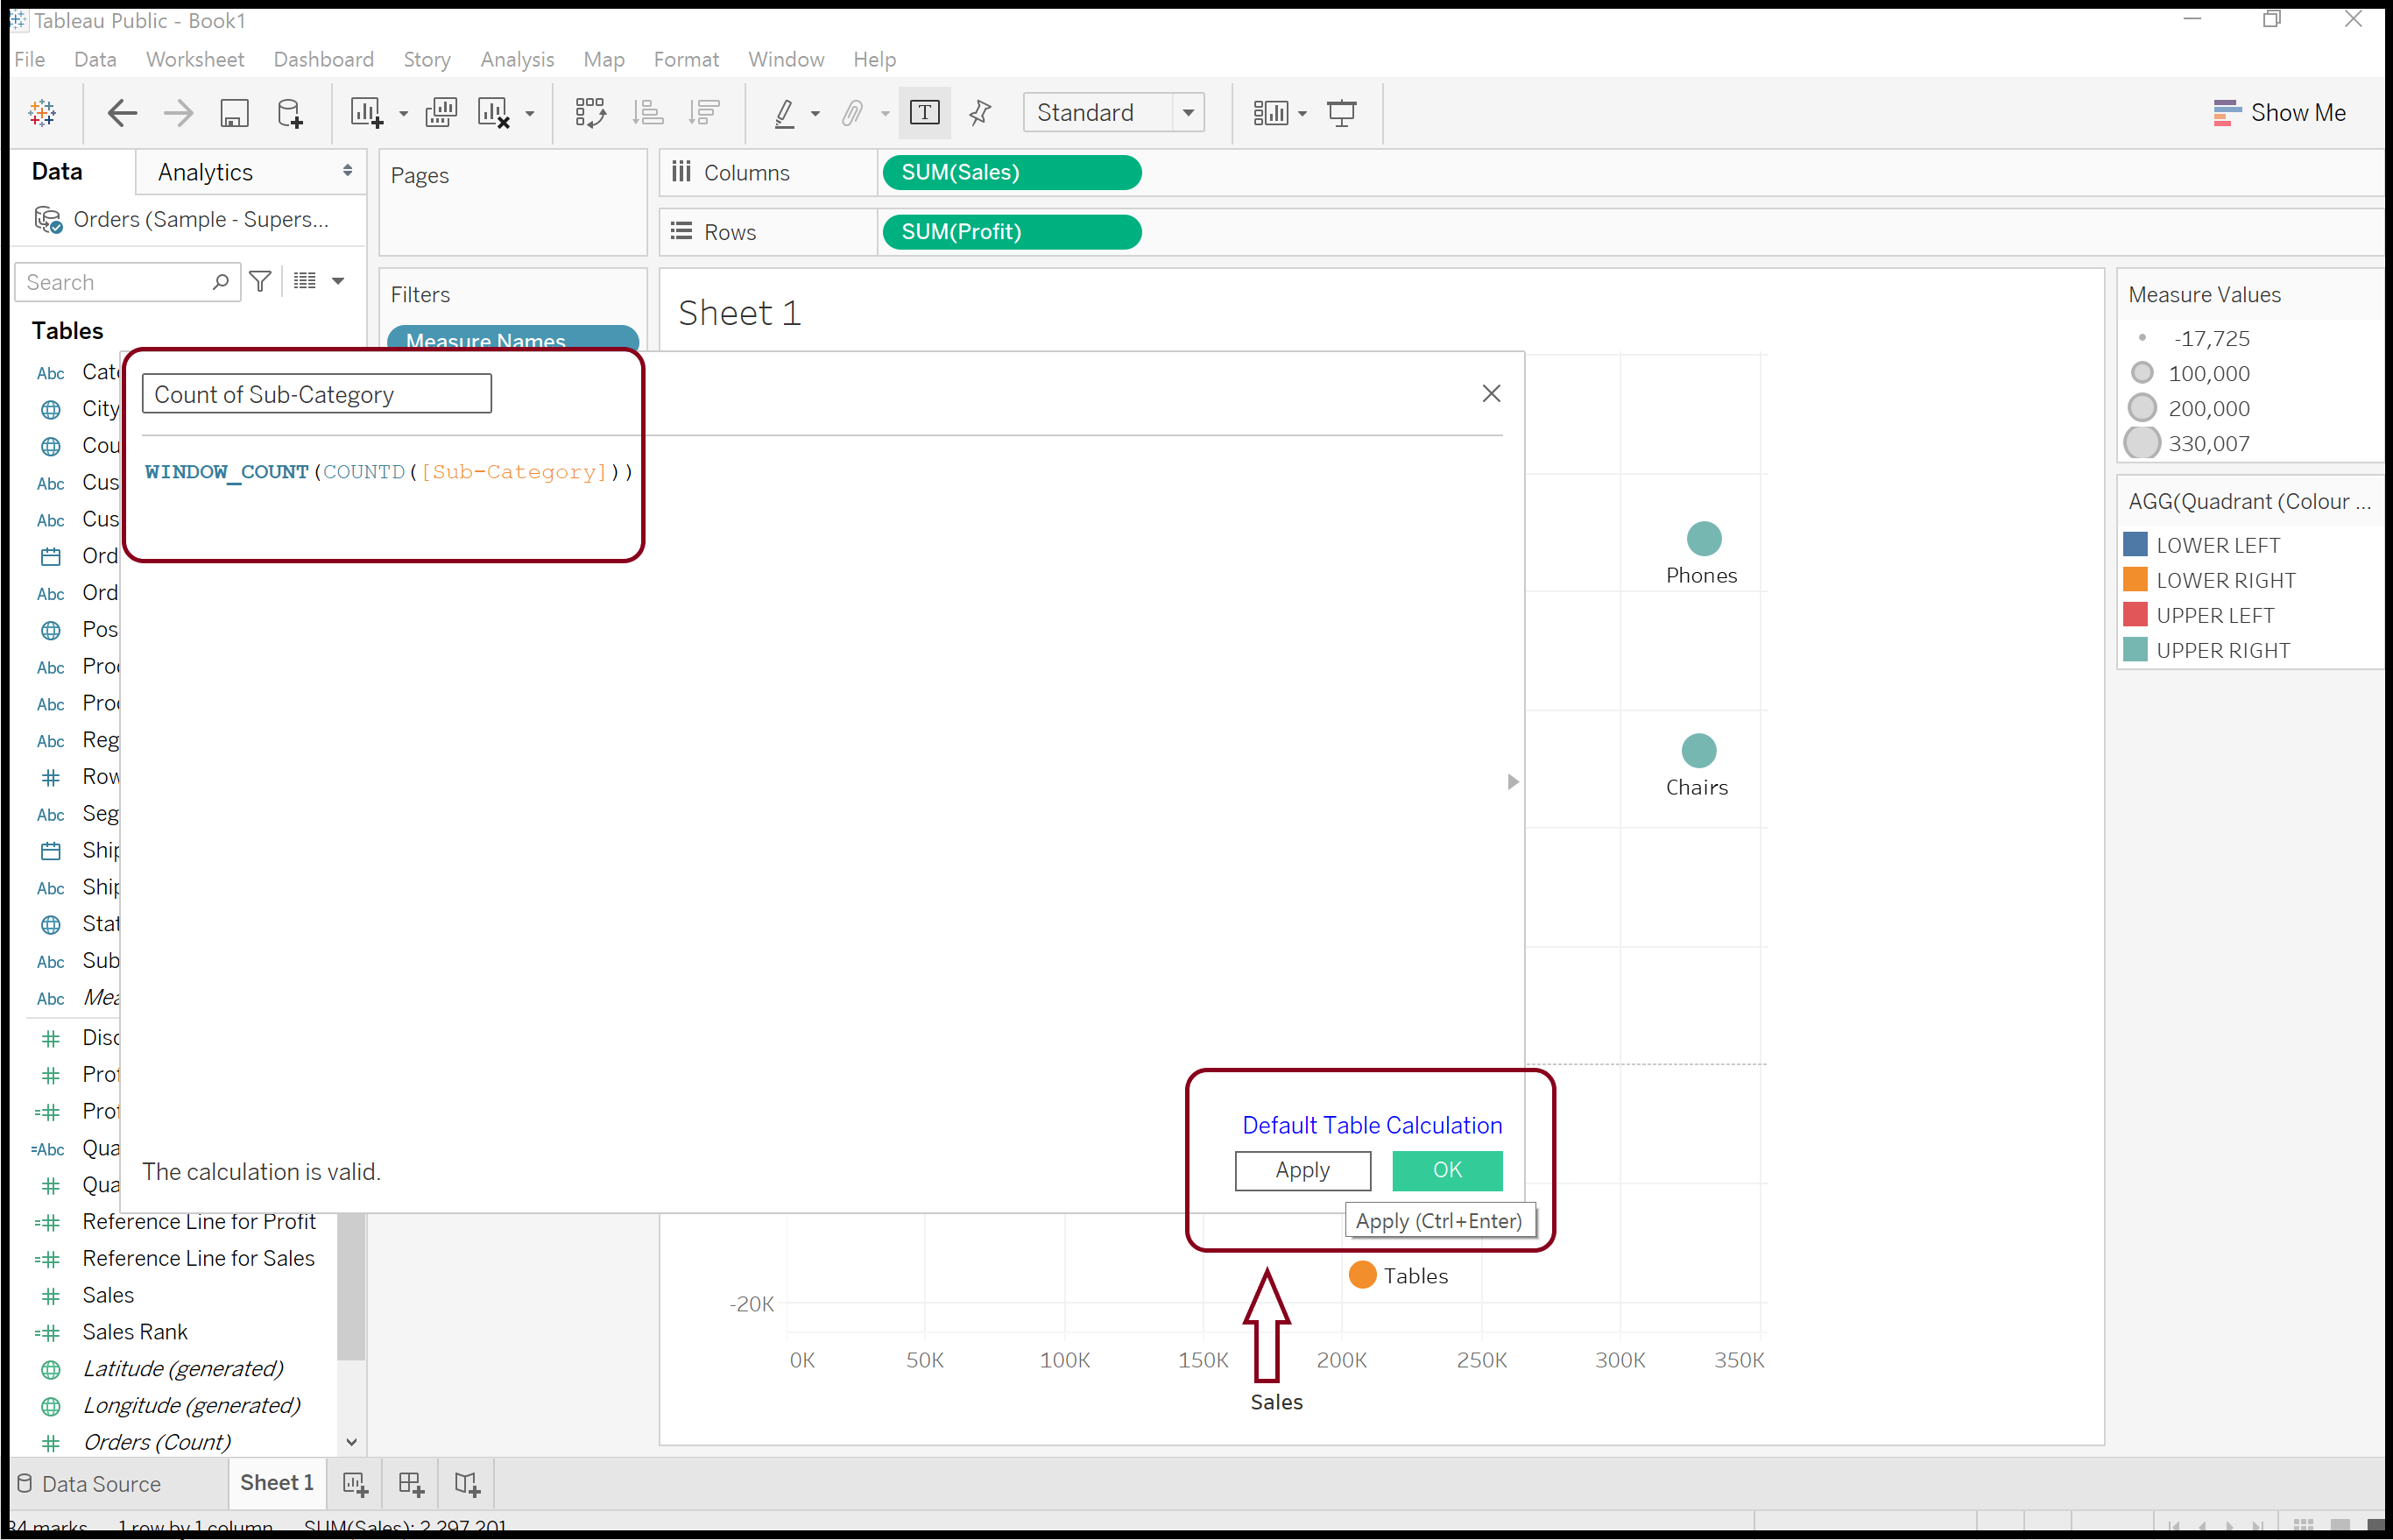 Tableau Public - Book1
File Data Worksheet Dashboard Story Analysis Map Format Window Help
Standard
Show Me
Data Analytics
Orders (Sample - Supers...
Search
Tables
Abc Cate
City
Cou
Abc Cus
Abc Cus
Ord
Abc Ord
Pos
Abc Pro
Abc Pro
Abc Reg
Row
Abc Seg
Ship
Abc Ship
Stat
Abc Sub
Abc Mea
Disc
Prof
Prof
=Abc Qua
Qua
Reference Line for Profit
Reference Line for Sales
Sales
Sales Rank
Latitude (generated)
Longitude (generated)
Orders (Count)
Pages
Filters
Measure Names
Columns SUM(Sales)
Rows SUM(Profit)
Sheet 1
Count of Sub-Category
WINDOW_COUNT(COUNTD([Sub-Category]))
The calculation is valid.
Default Table Calculation
Apply OK
Apply (Ctrl+Enter)
Phones
Chairs
Tables
-20K
0K 50K 100K 150K 200K 250K 300K 350K
Sales
Measure Values
-17,725
100,000
200,000
330,007
AGG(Quadrant (Colour ...
LOWER LEFT
LOWER RIGHT
UPPER LEFT
UPPER RIGHT
Data Source Sheet 1
34 marks 1 row by 1 column SUM(Sales): 2,297,201